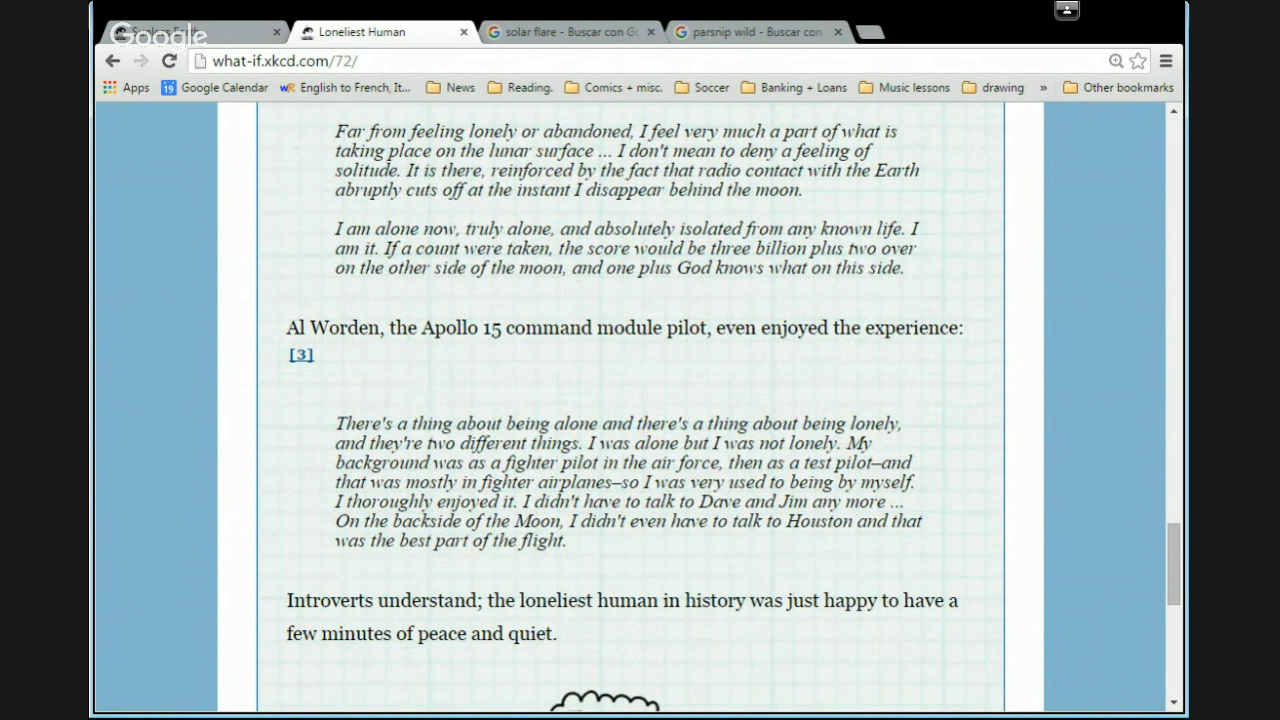 Google
Loneliest Human
solar flare - Buscar con Go
parsnip wild - Buscar con
what-if.xkcd.com/72/
Apps
19
Google Calendar
English to French, It...
News
Reading.
Comics + misc.
Soccer
Banking + Loans
Music lessons
drawing
»
Other bookmarks
Far from feeling lonely or abandoned, I feel very much a part of what is
taking place on the lunar surface ... I don't mean to deny a feeling of
solitude. It is there, reinforced by the fact that radio contact with the Earth
abruptly cuts off at the instant I disappear behind the moon.
I am alone now, truly alone, and absolutely isolated from any known life. I
am it. If a count were taken, the score would be three billion plus two over
on the other side of the moon, and one plus God knows what on this side.
Al Worden, the Apollo 15 command module pilot, even enjoyed the experience:
[3]
There's a thing about being alone and there's a thing about being lonely,
and they're two different things. I was alone but I was not lonely. My
background was as a fighter pilot in the air force, then as a test pilot–and
that was mostly in fighter airplanes–so I was very used to being by myself.
I thoroughly enjoyed it. I didn't have to talk to Dave and Jim any more ...
On the backside of the Moon, I didn't even have to talk to Houston and that
was the best part of the flight.
Introverts understand; the loneliest human in history was just happy to have a
few minutes of peace and quiet.